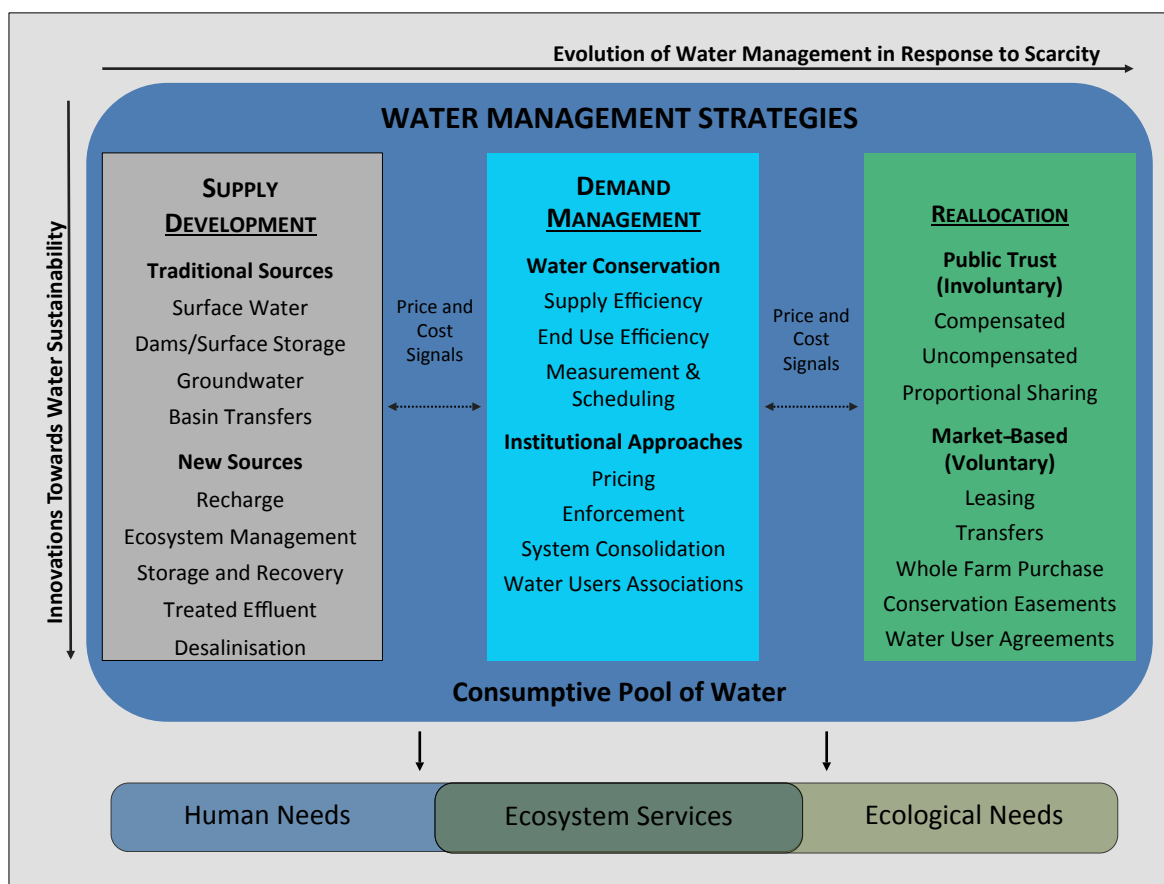 Evolution of Water Management in Response to Scarcity
Innovations Towards Water Sustainability
WATER MANAGEMENT STRATEGIES
SUPPLY
DEVELOPMENT
Traditional Sources
Surface Water
Dams/Surface Storage
Groundwater
Basin Transfers
New Sources
Recharge
Ecosystem Management
Storage and Recovery
Treated Effluent
Desalinisation
Price and
Cost
Signals
DEMAND
MANAGEMENT
Water Conservation
Supply Efficiency
End Use Efficiency
Measurement &
Scheduling
Institutional Approaches
Pricing
Enforcement
System Consolidation
Water Users Associations
Price and
Cost
Signals
REALLOCATION
Public Trust
(Involuntary)
Compensated
Uncompensated
Proportional Sharing
Market-Based
(Voluntary)
Leasing
Transfers
Whole Farm Purchase
Conservation Easements
Water User Agreements
Consumptive Pool of Water
Human Needs
Ecosystem Services
Ecological Needs